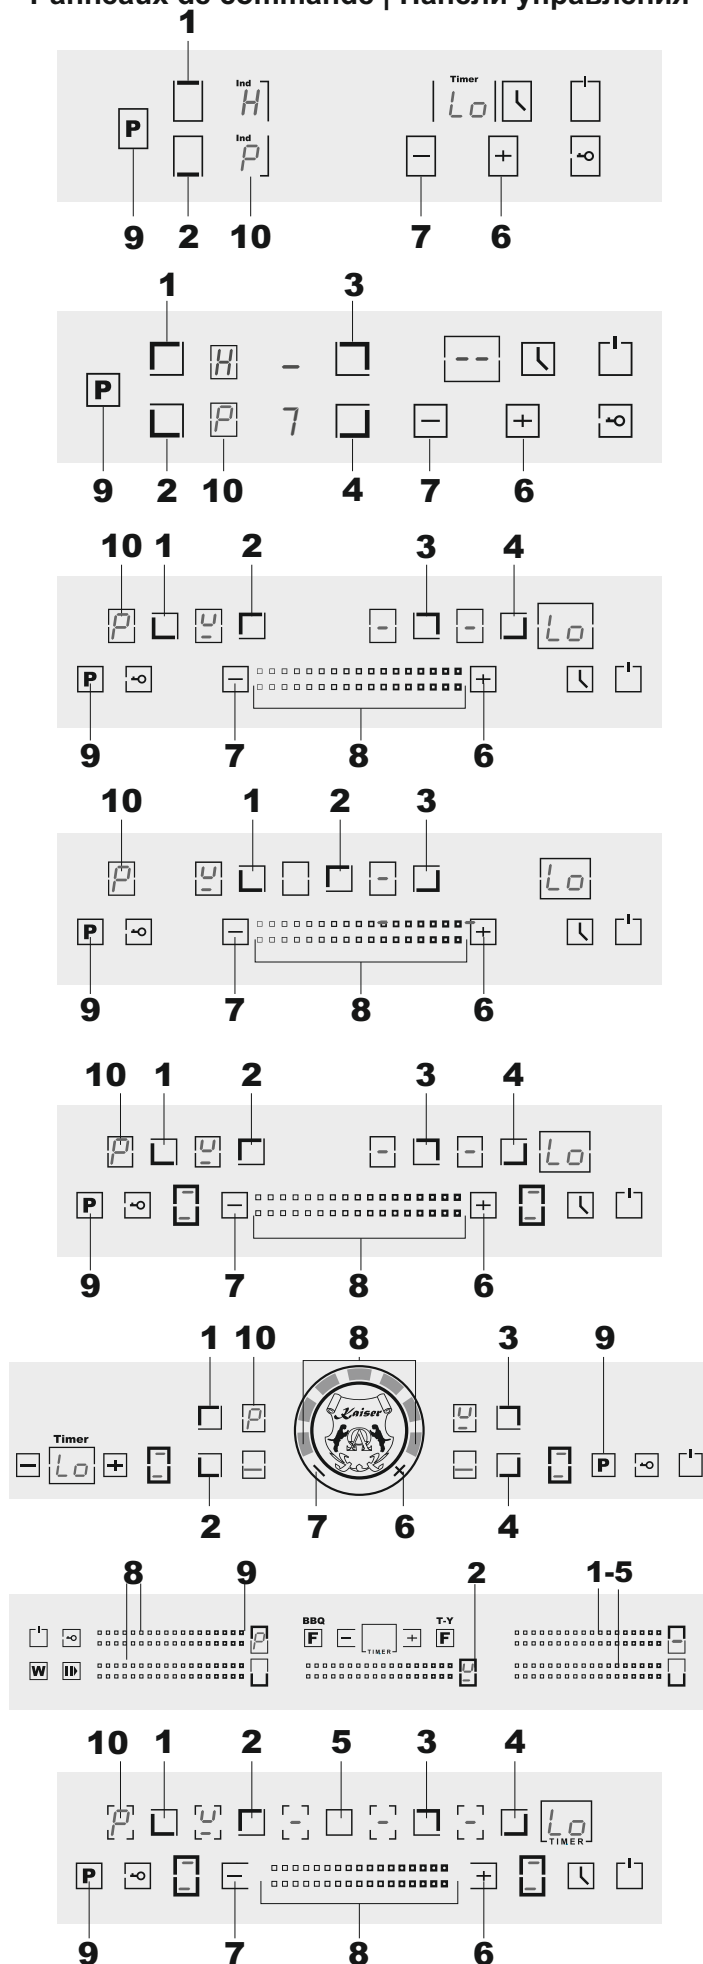 Panneaux de commande | Панели управления
1
Ind Timer
H Lo
P
Ind
P
9 2 10 7 6
1 3
H - --
P
P 7
9 2 10 4 7 6
10 1 2 3 4
P y - - Lo
P
9 7 8 6
10 1 2 3
P y - Lo
P
9 7 8 6
10 1 2 3 4
P y - - Lo
P
9 7 8 6
1 10 8 3 9
P Kaiser y
Timer
Lo P
2 7 6 4
8 9 2 1-5
BBQ T-Y
F F P -
TIMER
W y
10 1 2 5 3 4
P y - - - Lo
TIMER
P
9 7 8 6